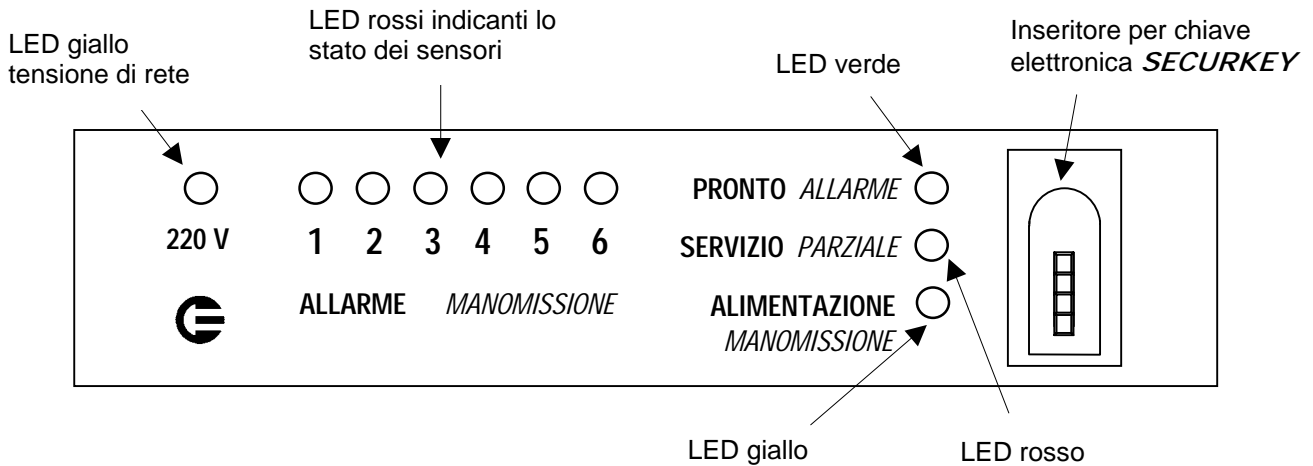 LED giallo
tensione di rete
LED rossi indicanti lo
stato dei sensori
LED verde
Inseritore per chiave
elettronica SECURKEY
220 V
1 2 3 4 5 6
ALLARME MANOMISSIONE
PRONTO ALLARME
SERVIZIO PARZIALE
ALIMENTAZIONE
MANOMISSIONE
LED giallo
LED rosso